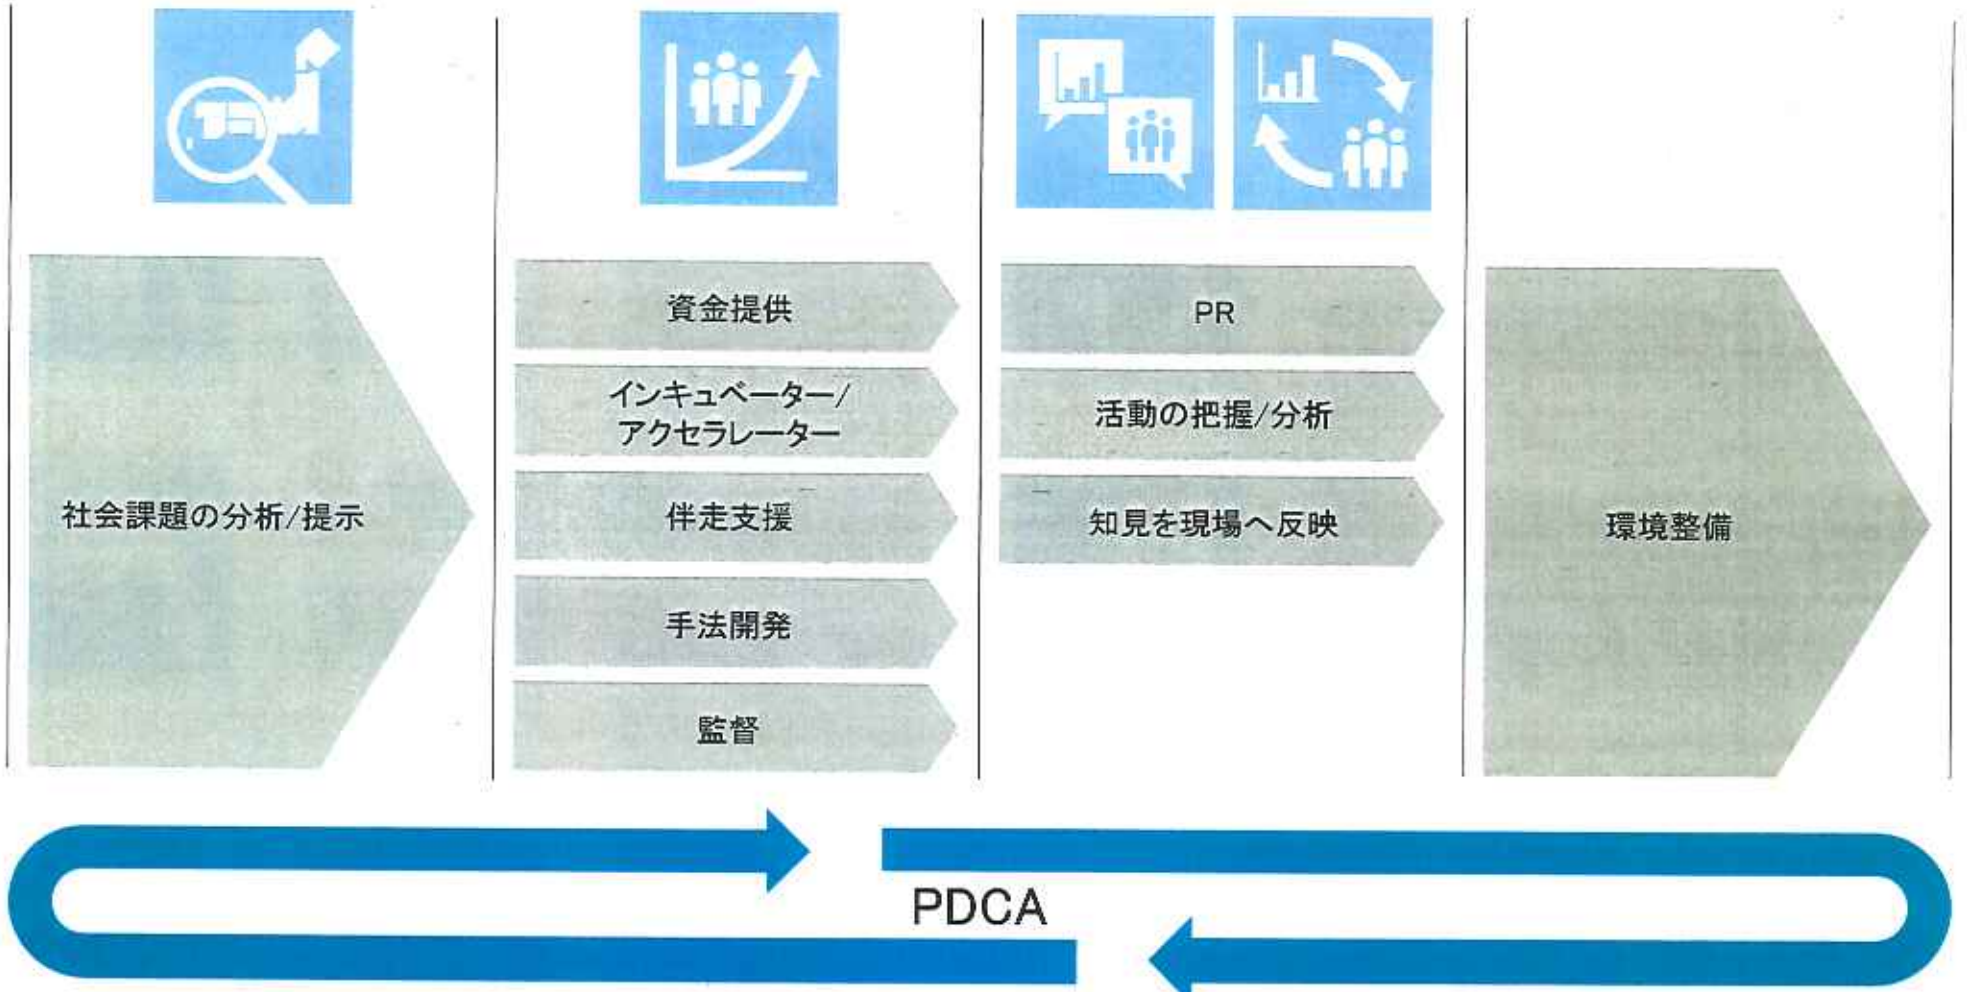 社会課題の分析/提示
資金提供
インキュベーター/
アクセラレーター
伴走支援
手法開発
監督
PR
活動の把握/分析
知見を現場へ反映
環境整備
PDCA